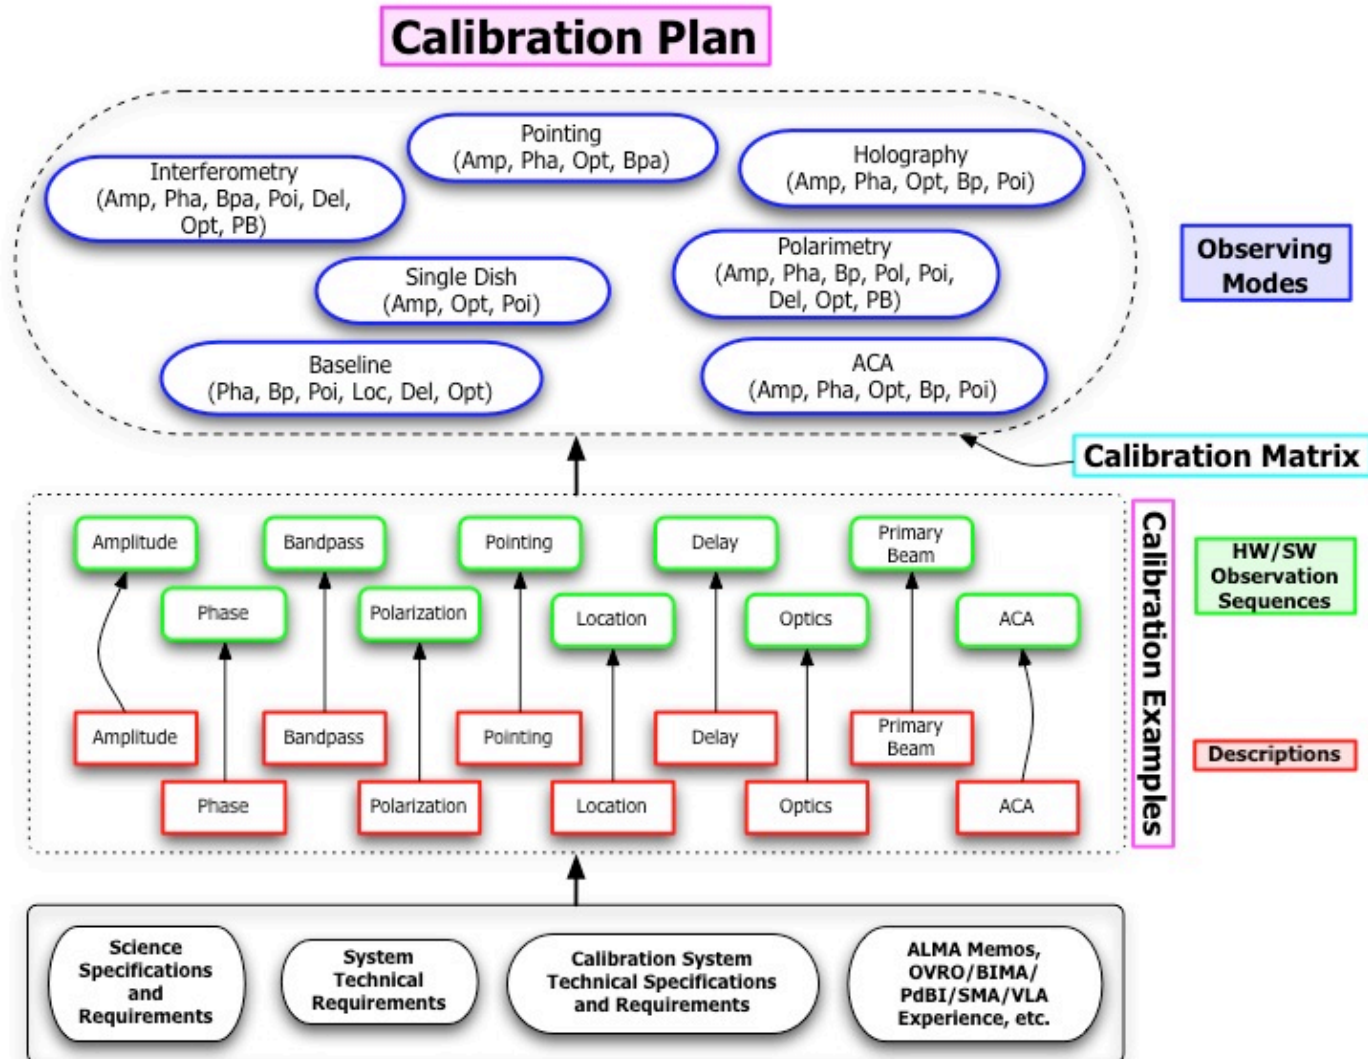 Calibration Plan
Pointing
(Amp, Pha, Opt, Bpa)
Holography
(Amp, Pha, Opt, Bp, Poi)
Interferometry
(Amp, Pha, Bpa, Poi, Del,
Opt, PB)
Polarimetry
(Amp, Pha, Bp, Pol, Poi,
Del, Opt, PB)
Single Dish
(Amp, Opt, Poi)
Baseline
(Pha, Bp, Poi, Loc, Del, Opt)
ACA
(Amp, Pha, Opt, Bp, Poi)
Observing
Modes
Calibration Matrix
Amplitude
Bandpass
Pointing
Delay
Primary
Beam
Phase
Polarization
Location
Optics
ACA
Amplitude
Bandpass
Pointing
Delay
Primary
Beam
Phase
Polarization
Location
Optics
ACA
Calibration Examples
HW/SW
Observation
Sequences
Descriptions
Science
Specifications
and
Requirements
System
Technical
Requirements
Calibration System
Technical Specifications
and Requirements
ALMA Memos,
OVRO/BIMA/
PdBI/SMA/VLA
Experience, etc.